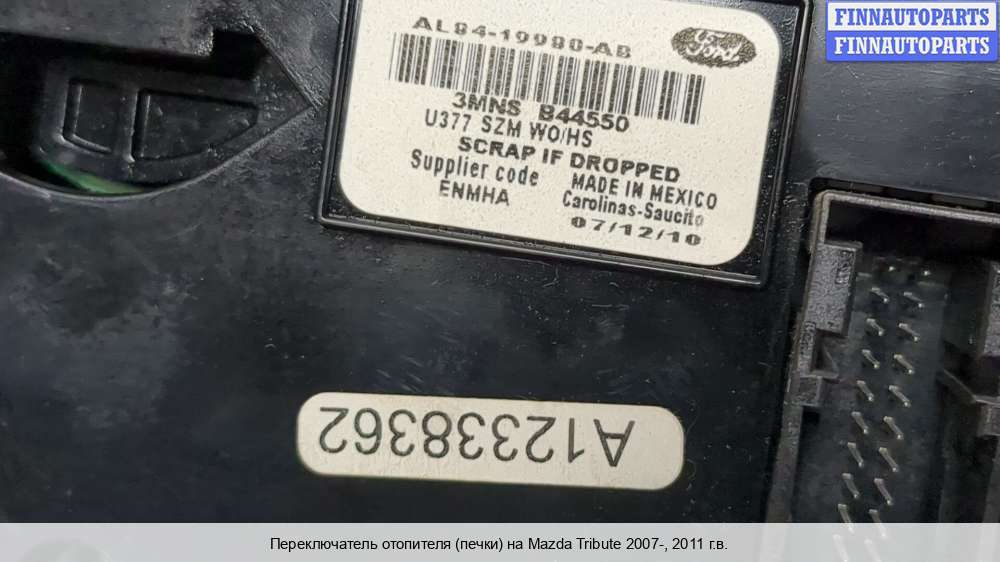 FINNAUTOPARTS
FINNAUTOPARTS
AL84-19980-AB
Ford
3MNS B44550
U377 SZM WO/HS
SCRAP IF DROPPED
Supplier code
ENMHA
MADE IN MEXICO
Carolinas-Saucito
07/12/10
A12338362
Переключатель отопителя (печки) на Mazda Tribute 2007-, 2011 г.в.